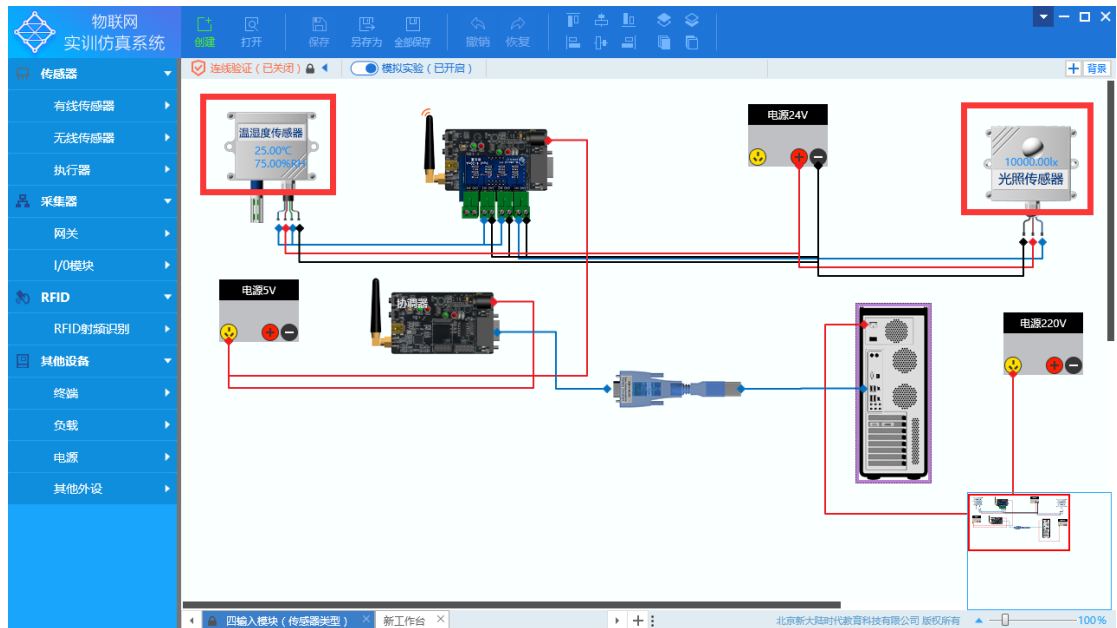 物联网
实训仿真系统
创建
打开
保存
另存为
全部保存
撤销
恢复
连线验证 ( 已关闭 )
模拟实验 ( 已开启 )
背景
传感器
有线传感器
无线传感器
执行器
采集器
网关
I/0模块
RFID
RFID射频识别
其他设备
终端
负载
电源
其他外设
温湿度传感器
25.00℃
75.00%RH
电源24V
10000.00lx
光照传感器
电源5V
协调器
电源220V
四输入模块 ( 传感器类型 )
新工作台
北京新大陆时代教育科技有限公司 版权所有
100%